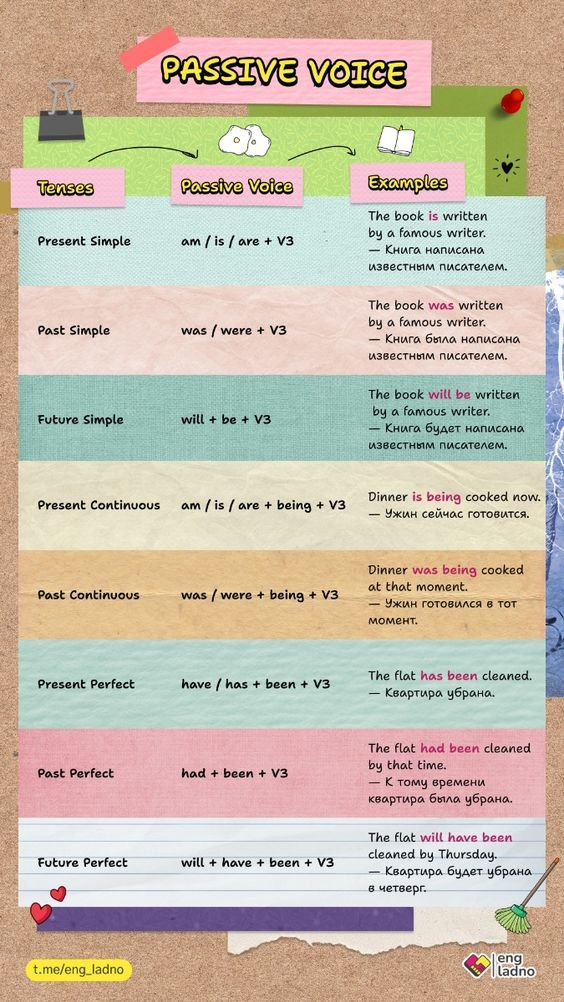 PASSIVE VOICE
Tenses
Passive Voice
Examples
Present Simple
am / is / are + V3
The book is written
by a famous writer.
— Книга написана
известным писателем.
Past Simple
was / were + V3
The book was written
by a famous writer.
— Книга была написана
известным писателем.
Future Simple
will + be + V3
The book will be written
by a famous writer.
— Книга будет написана
известным писателем.
Present Continuous
am / is / are + being + V3
Dinner is being cooked now.
— Ужин сейчас готовится.
Past Continuous
was / were + being + V3
Dinner was being cooked
at that moment.
— Ужин готовился в тот
момент.
Present Perfect
have / has + been + V3
The flat has been cleaned.
— Квартира убрана.
Past Perfect
had + been + V3
The flat had been cleaned
by that time.
— К тому времени
квартира была убрана.
Future Perfect
will + have + been + V3
The flat will have been
cleaned by Thursday.
— Квартира будет убрана
в четверг.
t.me/eng_ladno
eng
ladno